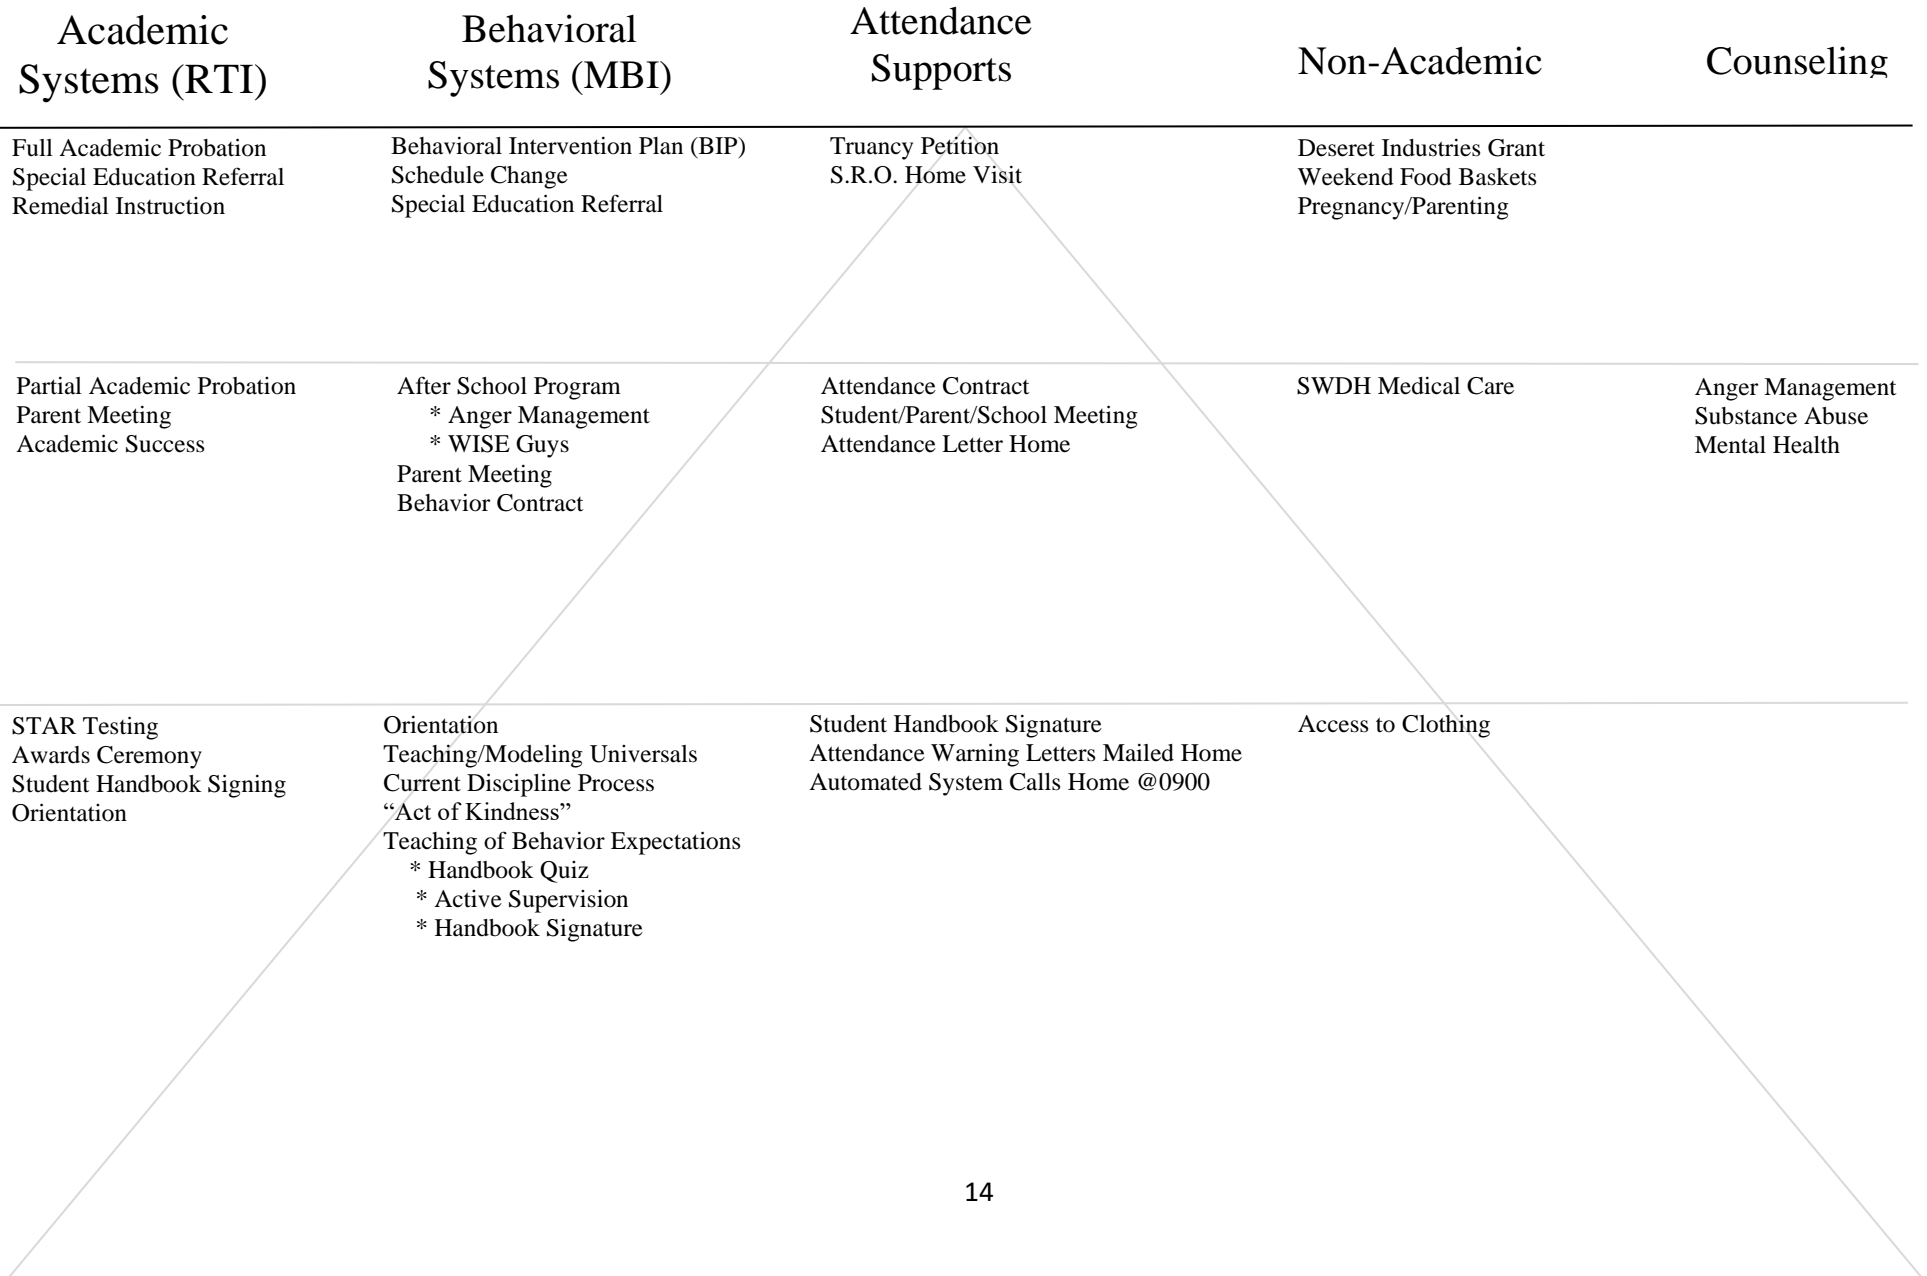 Academic
Systems (RTI)
Behavioral
Systems (MBI)
Attendance
Supports
Non-Academic
Counseling
Full Academic Probation
Special Education Referral
Remedial Instruction
Behavioral Intervention Plan (BIP)
Schedule Change
Special Education Referral
Truancy Petition
S.R.O. Home Visit
Deseret Industries Grant
Weekend Food Baskets
Pregnancy/Parenting
Partial Academic Probation
Parent Meeting
Academic Success
After School Program
* Anger Management
* WISE Guys
Parent Meeting
Behavior Contract
Attendance Contract
Student/Parent/School Meeting
Attendance Letter Home
SWDH Medical Care
Anger Management
Substance Abuse
Mental Health
STAR Testing
Awards Ceremony
Student Handbook Signing
Orientation
Orientation
Teaching/Modeling Universals
Current Discipline Process
“Act of Kindness”
Teaching of Behavior Expectations
* Handbook Quiz
* Active Supervision
* Handbook Signature
Student Handbook Signature
Attendance Warning Letters Mailed Home
Automated System Calls Home @0900
Access to Clothing
14